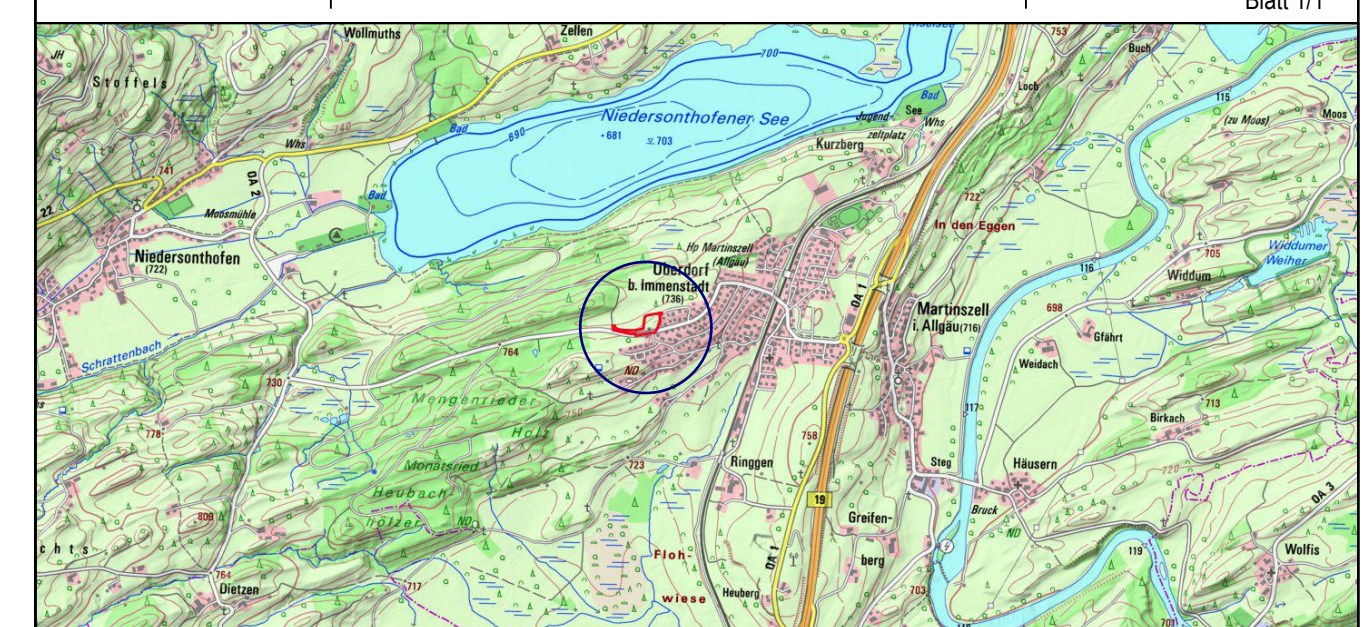 Blatt 1/1
Wollmuths
Zellen
JH
Stoffels
820
740
Whs
741
OA 2
22
Moosmühle
Niedersonthofen
(722)
Bad
Bad
690
700
Niedersonthofener See
681
703
Bad
See
Whs
Jugend-
zeltplatz
Kurzberg
753
Buch
Loch
115
(zu Moos)
Moos
722
In den Eggen
Hp Martinszell
(Allgäu)
Oberdorf
b. Immenstadt
(736)
OA 1
116
705
Widdum
Widdumer
Weiher
698
Martinszell
i. Allgäu (716)
Gfährt
Weidach
Schrattenbach
730
764
ND
Mengenrieder
Holz
750
778
Monatsried
Heubach
hölzer
ND
809
723
Ringgen
758
117
713
Birkach
Steg
Häusern
720
Bruck
ND
OA 3
19
Greifen-
berg
119
Wolfis
chts
764
Dietzen
717
Floh-
wiese
Heuberg
OA 1
703
701